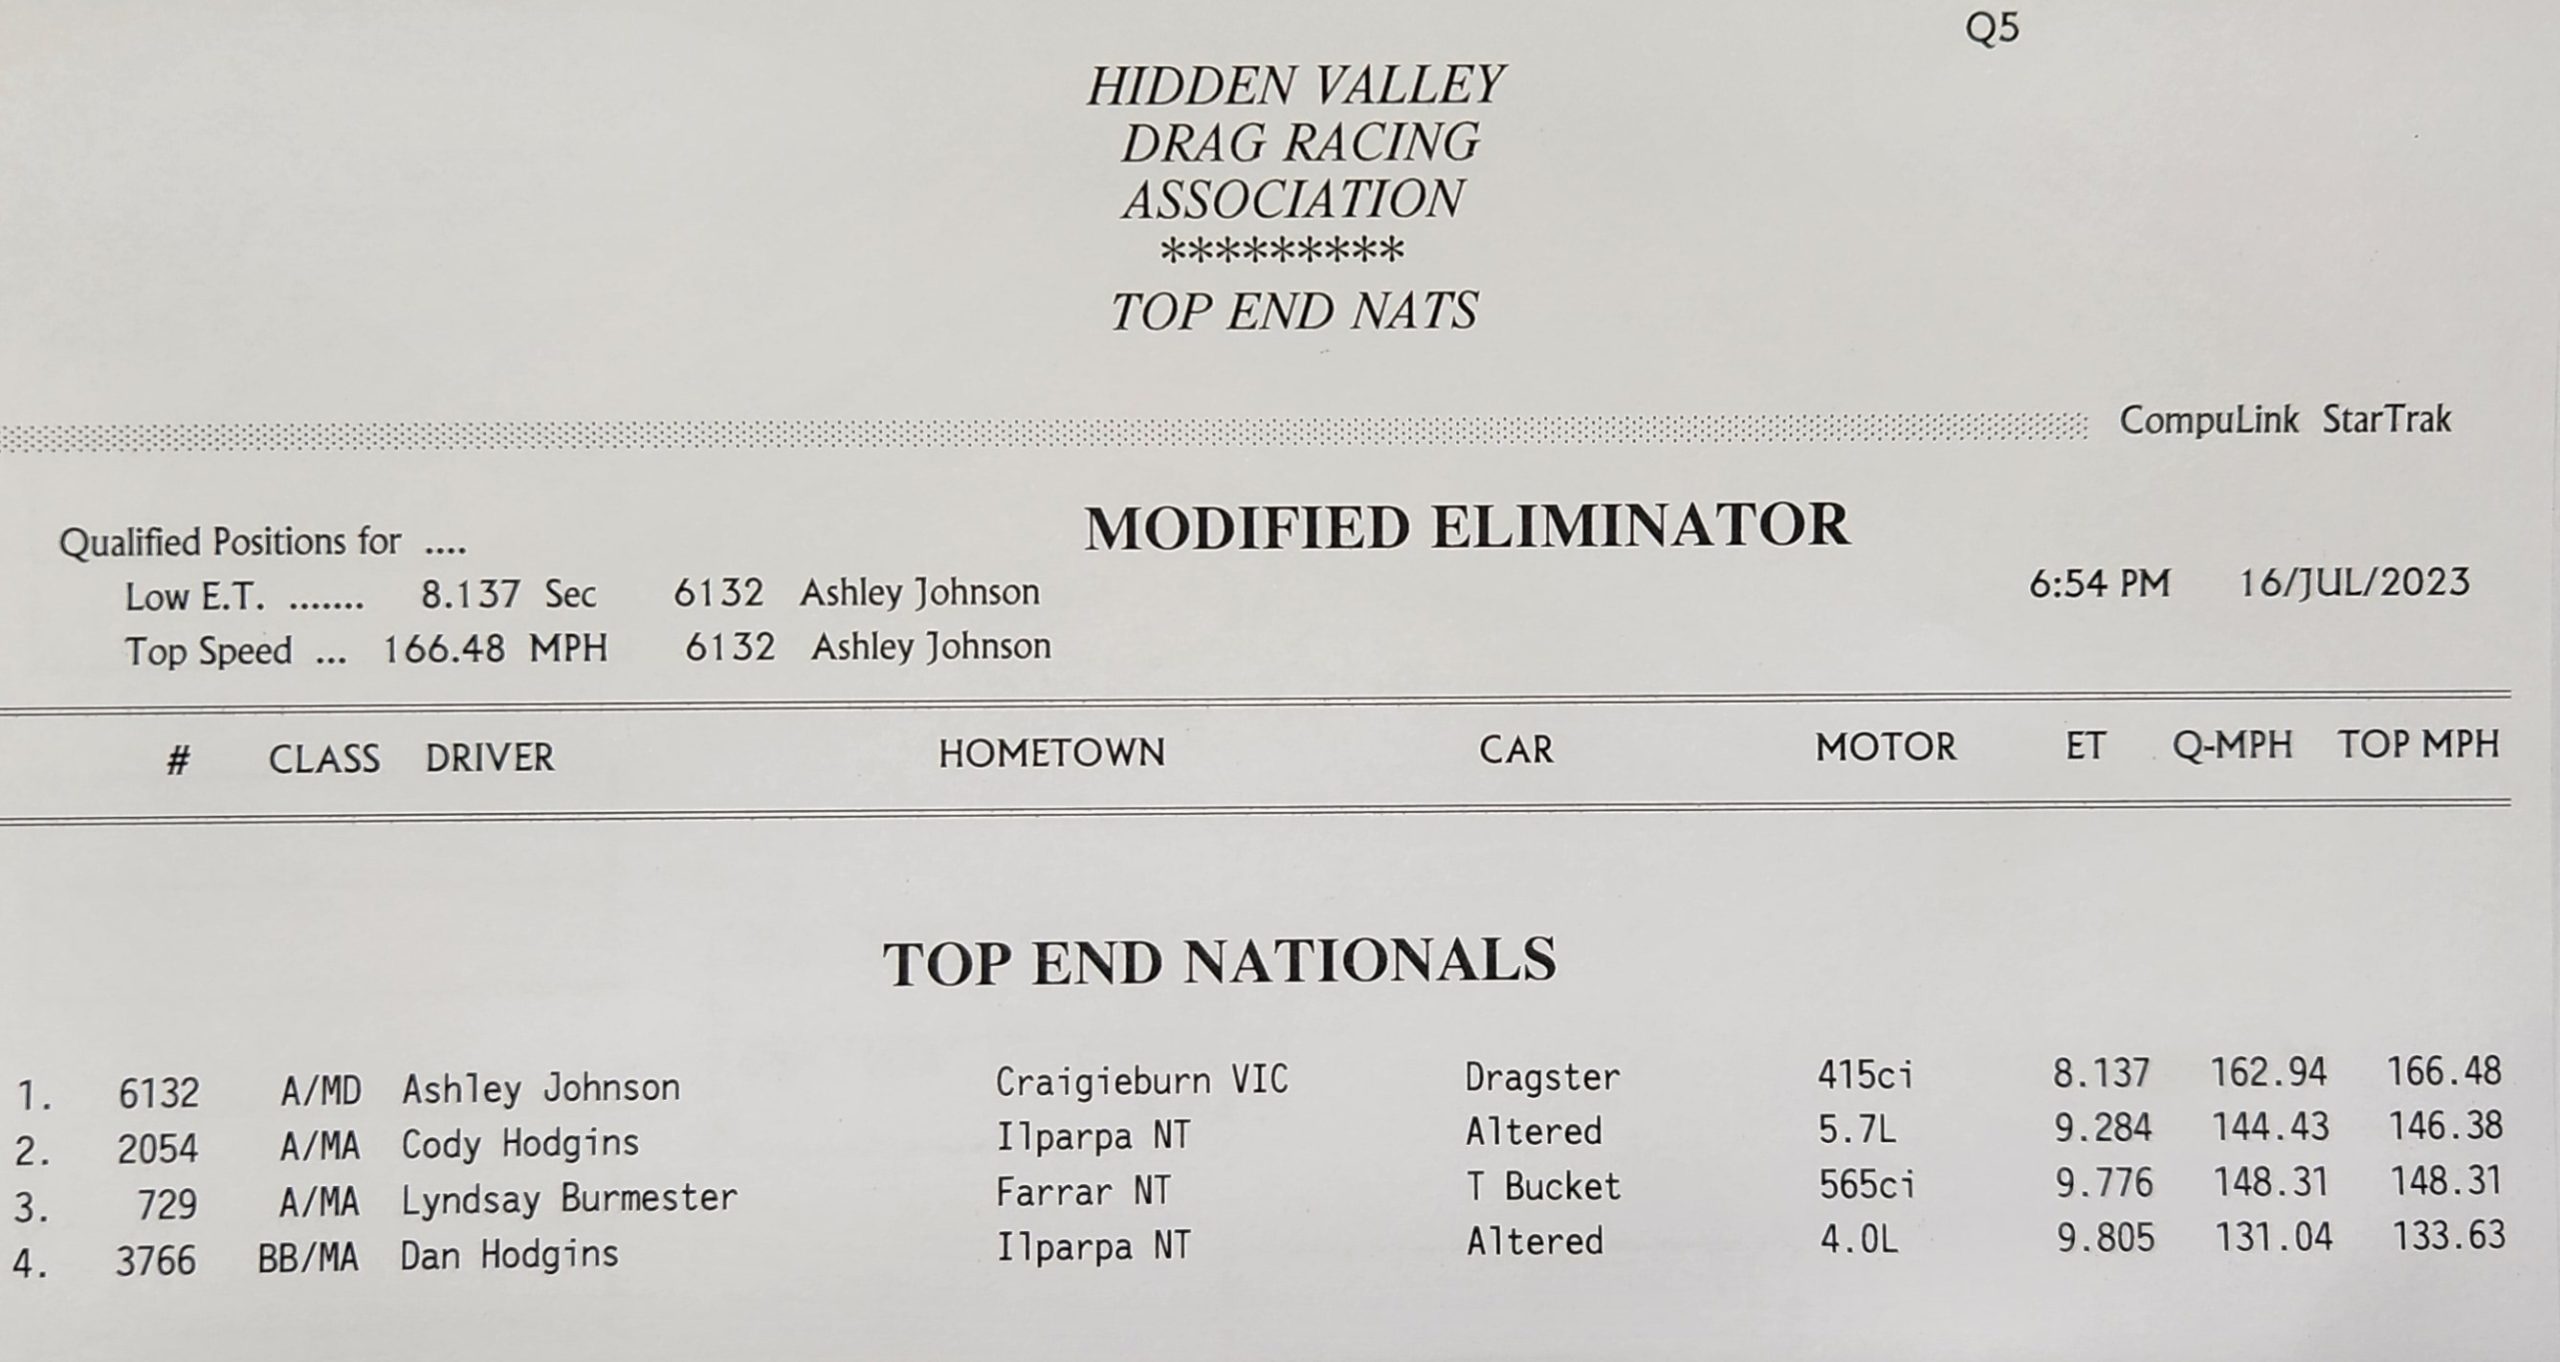 Q5
HIDDEN VALLEY
DRAG RACING
ASSOCIATION
*********
TOP END NATS
CompuLink StarTrak
Qualified Positions for .... MODIFIED ELIMINATOR
Low E.T. ....... 8.137 Sec 6132 Ashley Johnson 6:54 PM 16/JUL/2023
Top Speed ... 166.48 MPH 6132 Ashley Johnson
# CLASS DRIVER HOMETOWN CAR MOTOR ET Q-MPH TOP MPH
TOP END NATIONALS
1. 6132 A/MD Ashley Johnson Craigieburn VIC Dragster 415ci 8.137 162.94 166.48
2. 2054 A/MA Cody Hodgins Ilparpa NT Altered 5.7L 9.284 144.43 146.38
3. 729 A/MA Lyndsay Burmester Farrar NT T Bucket 565ci 9.776 148.31 148.31
4. 3766 BB/MA Dan Hodgins Ilparpa NT Altered 4.0L 9.805 131.04 133.63